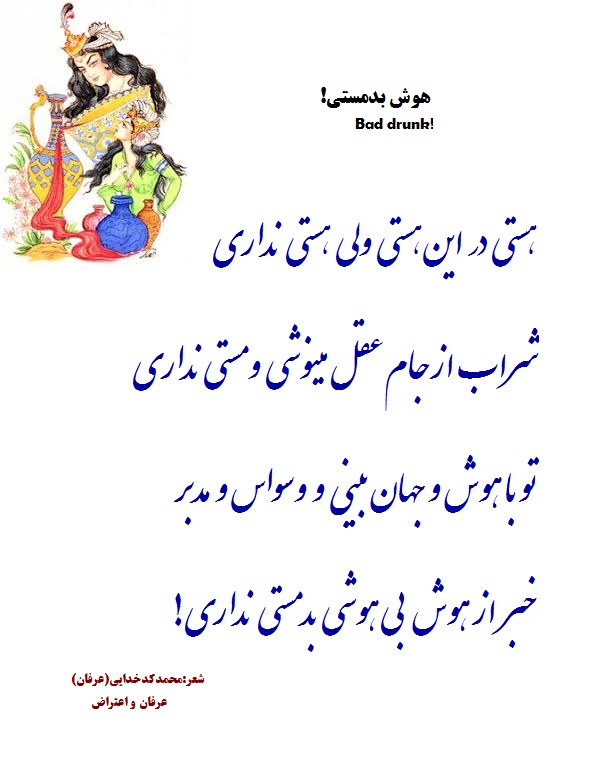 هوش بدمستی!
Bad drunk!
هستی در این هستی ولی هستی نداری
شراب از جام عقل مینوشی و مستی نداری
تو باهوش و جهان بینی و وسواس و مدبر
خبر از هوش بی هوشی بدمستی نداری!
شعر:محمدکدخدایی(عرفان)
عرفان و اعتراض